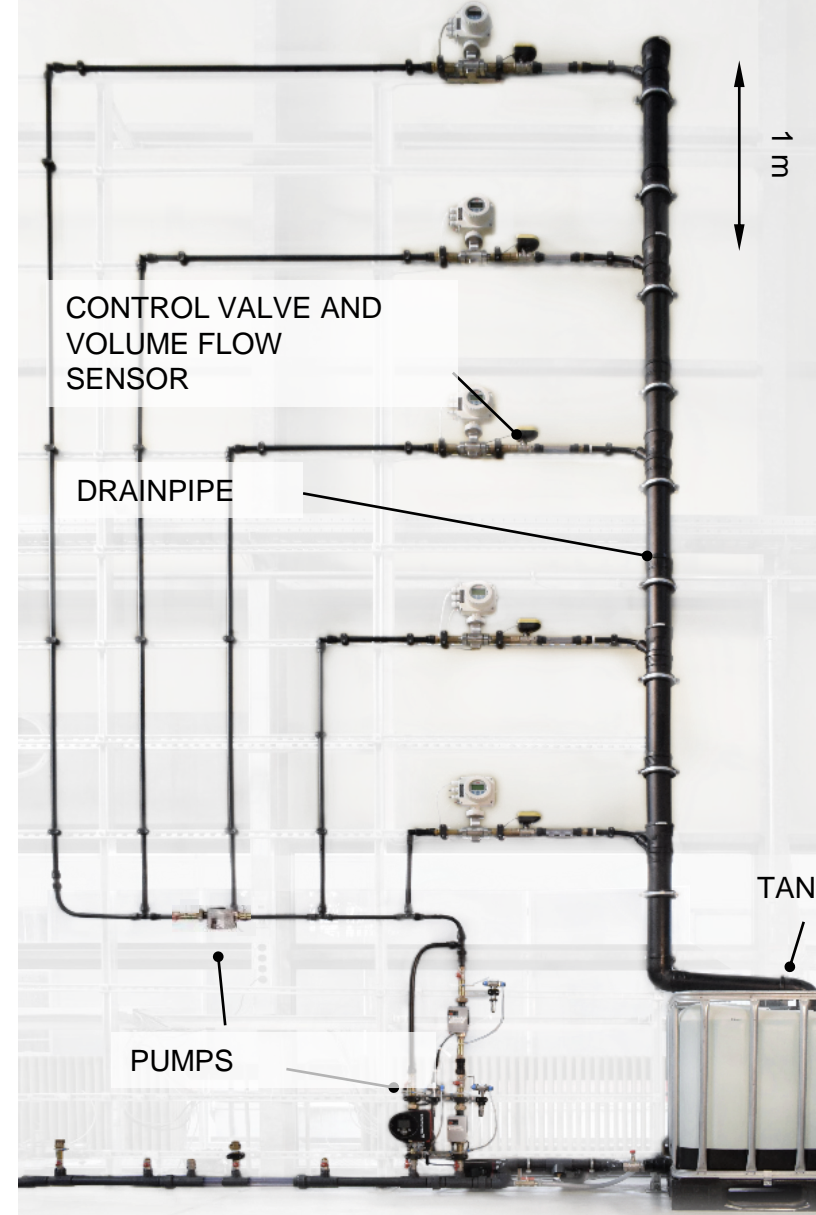 1 m
CONTROL VALVE AND
VOLUME FLOW
SENSOR
DRAINPIPE
TAN
PUMPS